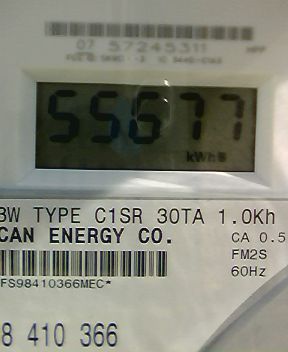 07 57245311
55677
kWh
3W TYPE C1SR 30TA 1.0Kh
CAN ENERGY CO. CA 0.5
FM2S
60Hz
FS98410366MEC*
8 410 366